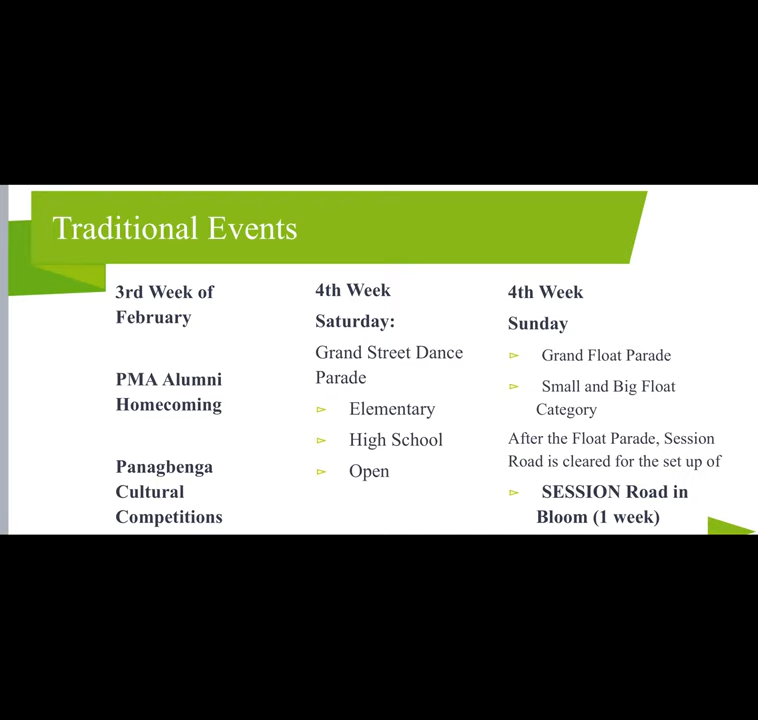 Traditional Events
3rd Week of
February
PMA Alumni
Homecoming
Panagbenga
Cultural
Competitions
4th Week
Saturday:
Grand Street Dance
Parade
▻ Elementary
▻ High School
▻ Open
4th Week
Sunday
▻ Grand Float Parade
▻ Small and Big Float
Category
After the Float Parade, Session
Road is cleared for the set up of
▻ SESSION Road in
Bloom (1 week)